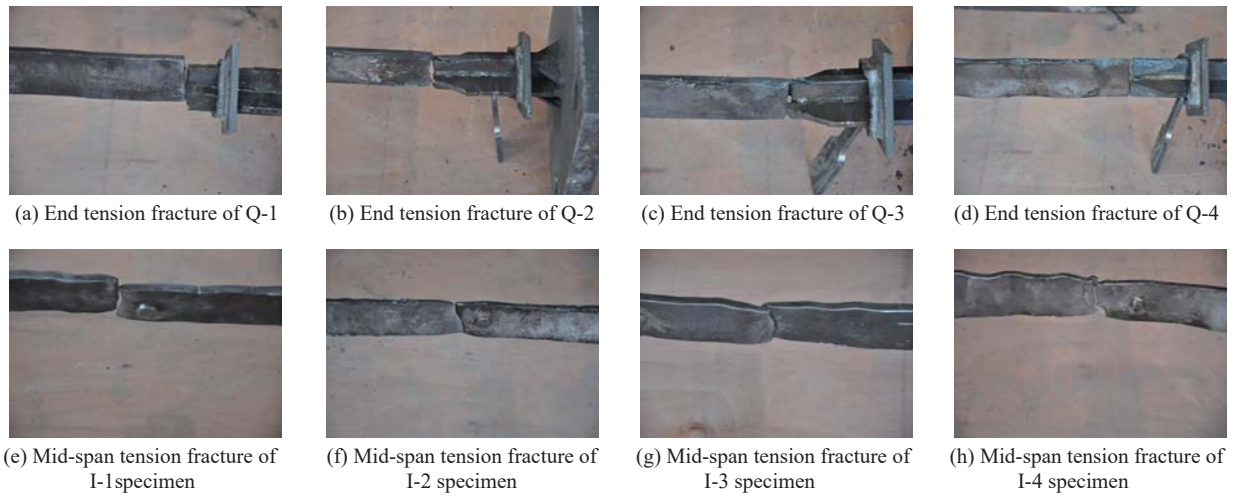 (a) End tension fracture of Q-1
(b) End tension fracture of Q-2
(c) End tension fracture of Q-3
(d) End tension fracture of Q-4
(e) Mid-span tension fracture of
I-1specimen
(f) Mid-span tension fracture of
I-2 specimen
(g) Mid-span tension fracture of
I-3 specimen
(h) Mid-span tension fracture of
I-4 specimen